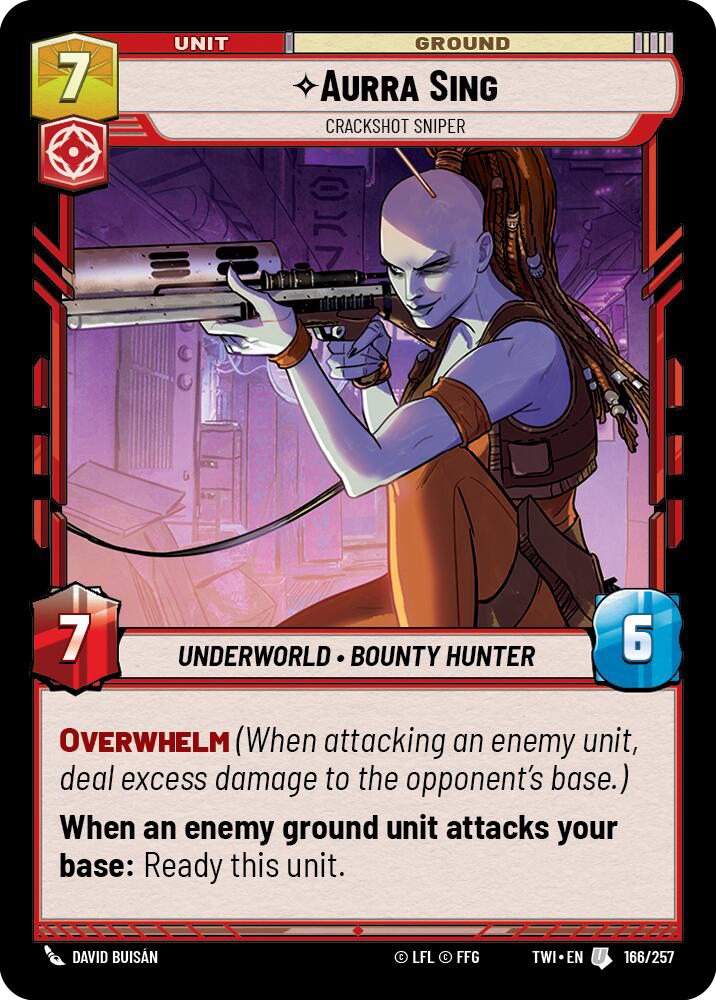 UNIT GROUND
7
✧AURRA SING
CRACKSHOT SNIPER
7
UNDERWORLD • BOUNTY HUNTER
6
OVERWHELM (When attacking an enemy unit,
deal excess damage to the opponent's base.)
When an enemy ground unit attacks your
base: Ready this unit.
DAVID BUISÁN © LFL © FFG TWI•EN U 166/257